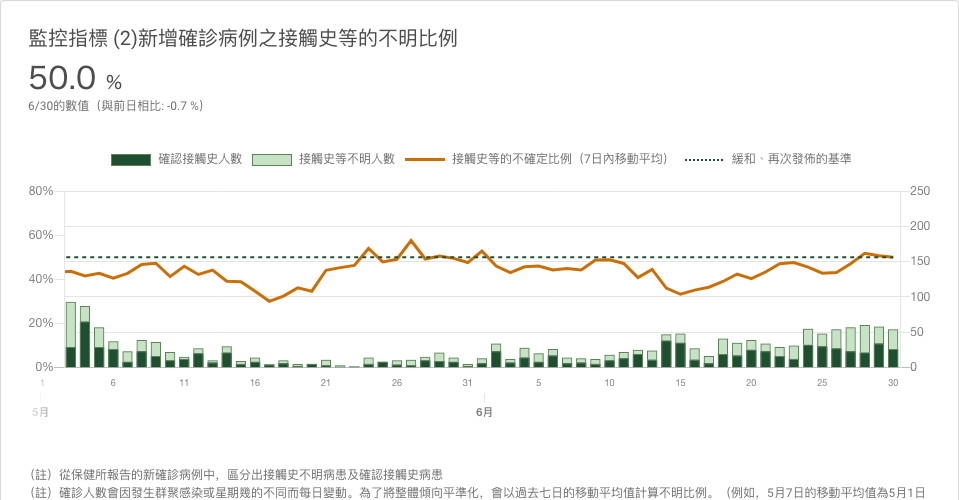 監控指標 (2)新增確診病例之接觸史等的不明比例
50.0 %
6/30的數值（與前日相比: -0.7 %）
確認接觸史人數 接觸史等不明人數 接觸史等的不確定比例（7日內移動平均） 緩和、再次發佈的基準
80% 250
200
60%
150
40%
100
20%
50
0% 0
1 6 11 16 21 26 31 5 10 15 20 25 30
5月 6月
（註）從保健所報告的新確診病例中，區分出接觸史不明病患及確認接觸史病患
（註）確診人數會因發生群聚感染或星期幾的不同而每日變動。為了將整體傾向平準化，會以過去七日的移動平均值計算不明比例。（例如，5月7日的移動平均值為5月1日